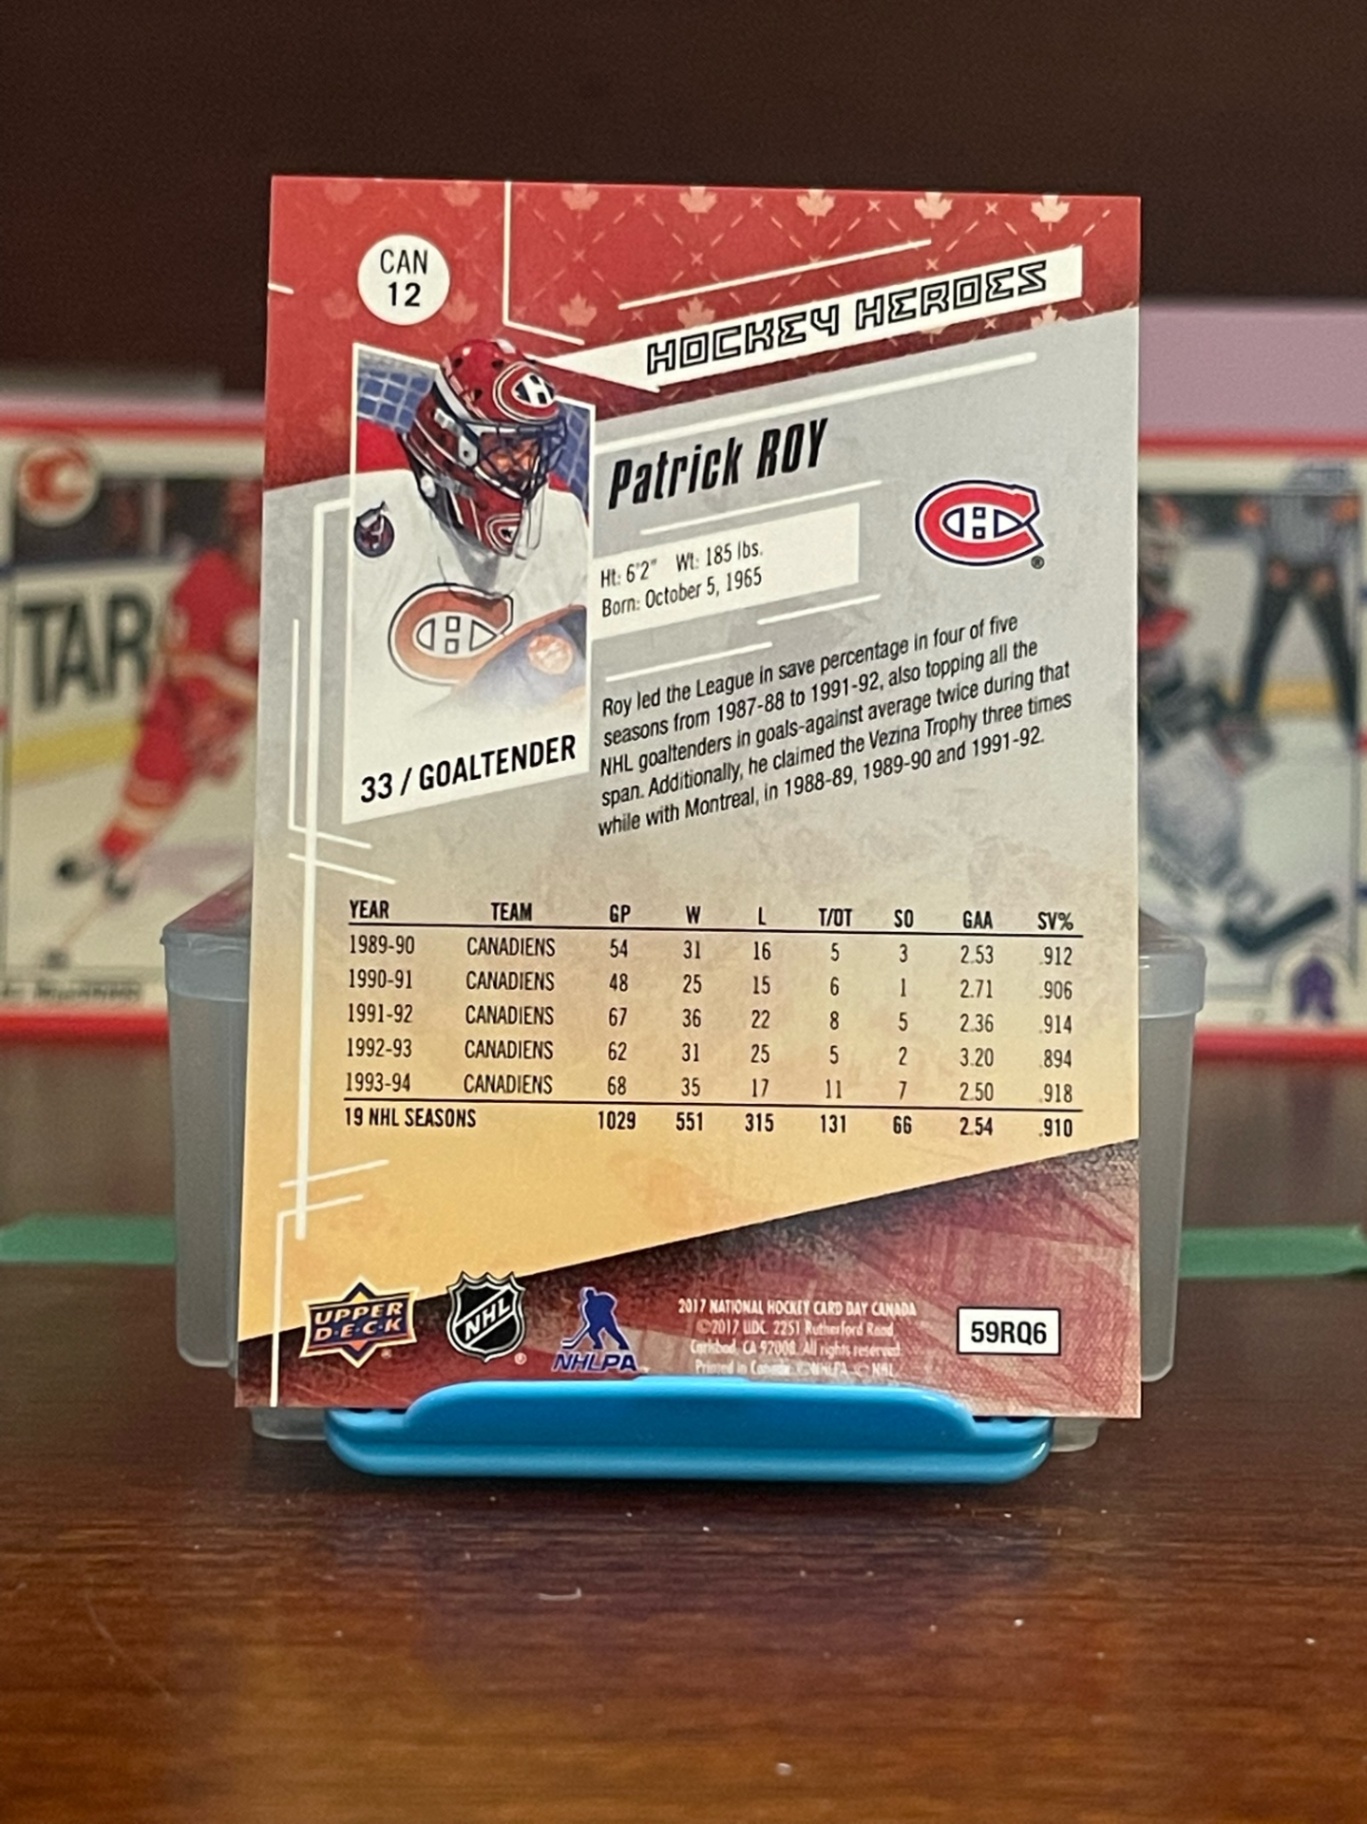 CAN
12
HOCKEY HEROES
Patrick ROY
Ht: 6'2" Wt: 185 lbs.
Born: October 5, 1965
33 / GOALTENDER
Roy led the League in save percentage in four of five
seasons from 1987-88 to 1991-92, also topping all the
NHL goaltenders in goals-against average twice during that
span. Additionally, he claimed the Vezina Trophy three times
while with Montreal, in 1988-89, 1989-90 and 1991-92.
YEAR TEAM GP W L T/OT SO GAA SV%
1989-90 CANADIENS 54 31 16 5 3 2.53 .912
1990-91 CANADIENS 48 25 15 6 1 2.71 .906
1991-92 CANADIENS 67 36 22 8 5 2.36 .914
1992-93 CANADIENS 62 31 25 5 2 3.20 .894
1993-94 CANADIENS 68 35 17 11 7 2.50 .918
19 NHL SEASONS 1029 551 315 131 66 2.54 .910
UPPER
D·E·C·K
NHL
NHLPA
2017 NATIONAL HOCKEY CARD DAY CANADA
©2017 UDC. 2251 Rutherford Road,
Carlsbad, CA 92008. All rights reserved.
Printed in Canada. ©NHLPA. © NHL
59RQ6
TAR